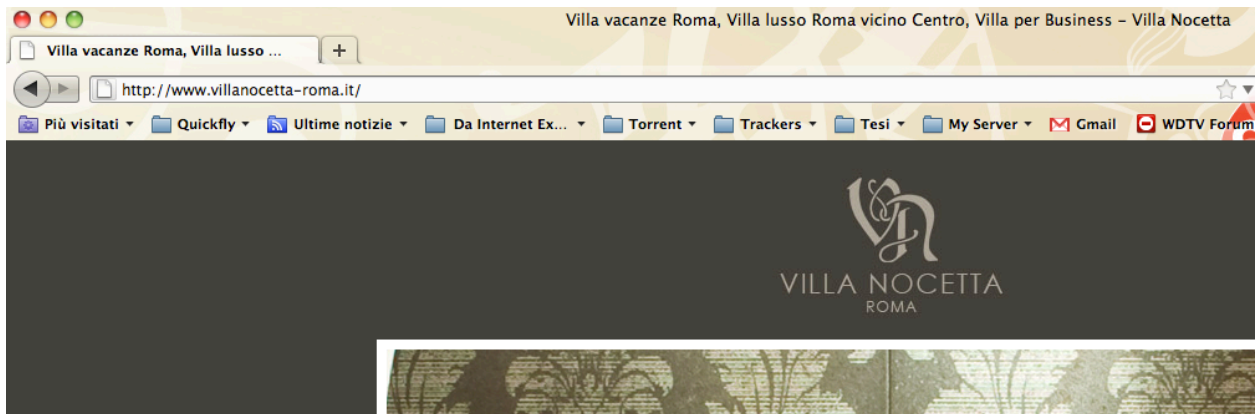 Villa vacanze Roma, Villa lusso Roma vicino Centro, Villa per Business – Villa Nocetta
Villa vacanze Roma, Villa lusso ...
http://www.villanocetta-roma.it/
Più visitati Quickfly Ultime notizie Da Internet Ex... Torrent Trackers Tesi My Server Gmail WDTV Forum
VILLA NOCETTA
ROMA